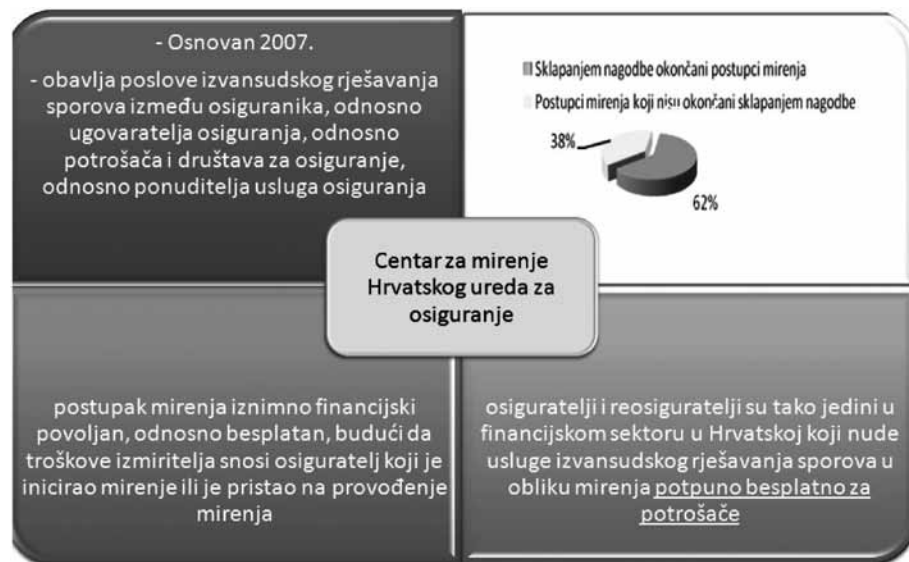 - Osnovan 2007.
- obavlja poslove izvansudskog rješavanja
sporova između osiguranika, odnosno
ugovaratelja osiguranja, odnosno
potrošača i društava za osiguranje,
odnosno ponuditelja usluga osiguranja
Sklapanjem nagodbe okončani postupci mirenja
Postupci mirenja koji nisu okončani sklapanjem nagodbe
38%
62%
Centar za mirenje
Hrvatskog ureda za
osiguranje
postupak mirenja iznimno financijski
povoljan, odnosno besplatan, budući da
troškove izmiritelja snosi osiguratelj koji je
inicirao mirenje ili je pristao na provođenje
mirenja
osiguratelji i reosiguratelji su tako jedini u
financijskom sektoru u Hrvatskoj koji nude
usluge izvansudskog rješavanja sporova u
obliku mirenja potpuno besplatno za
potrošače